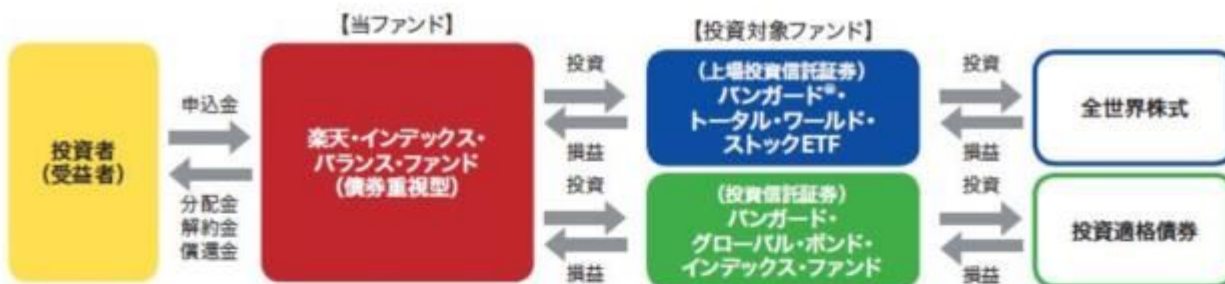 【当ファンド】
【投資対象ファンド】
投資者
(受益者)
申込金
分配金
解約金
償還金
楽天・インデックス・
バランス・ファンド
(債券重視型)
投資
損益
投資
損益
(上場投資信託証券)
バンガード®・
トータル・ワールド・
ストックETF
(投資信託証券)
バンガード・
グローバル・ボンド・
インデックス・ファンド
投資
損益
投資
損益
全世界株式
投資適格債券